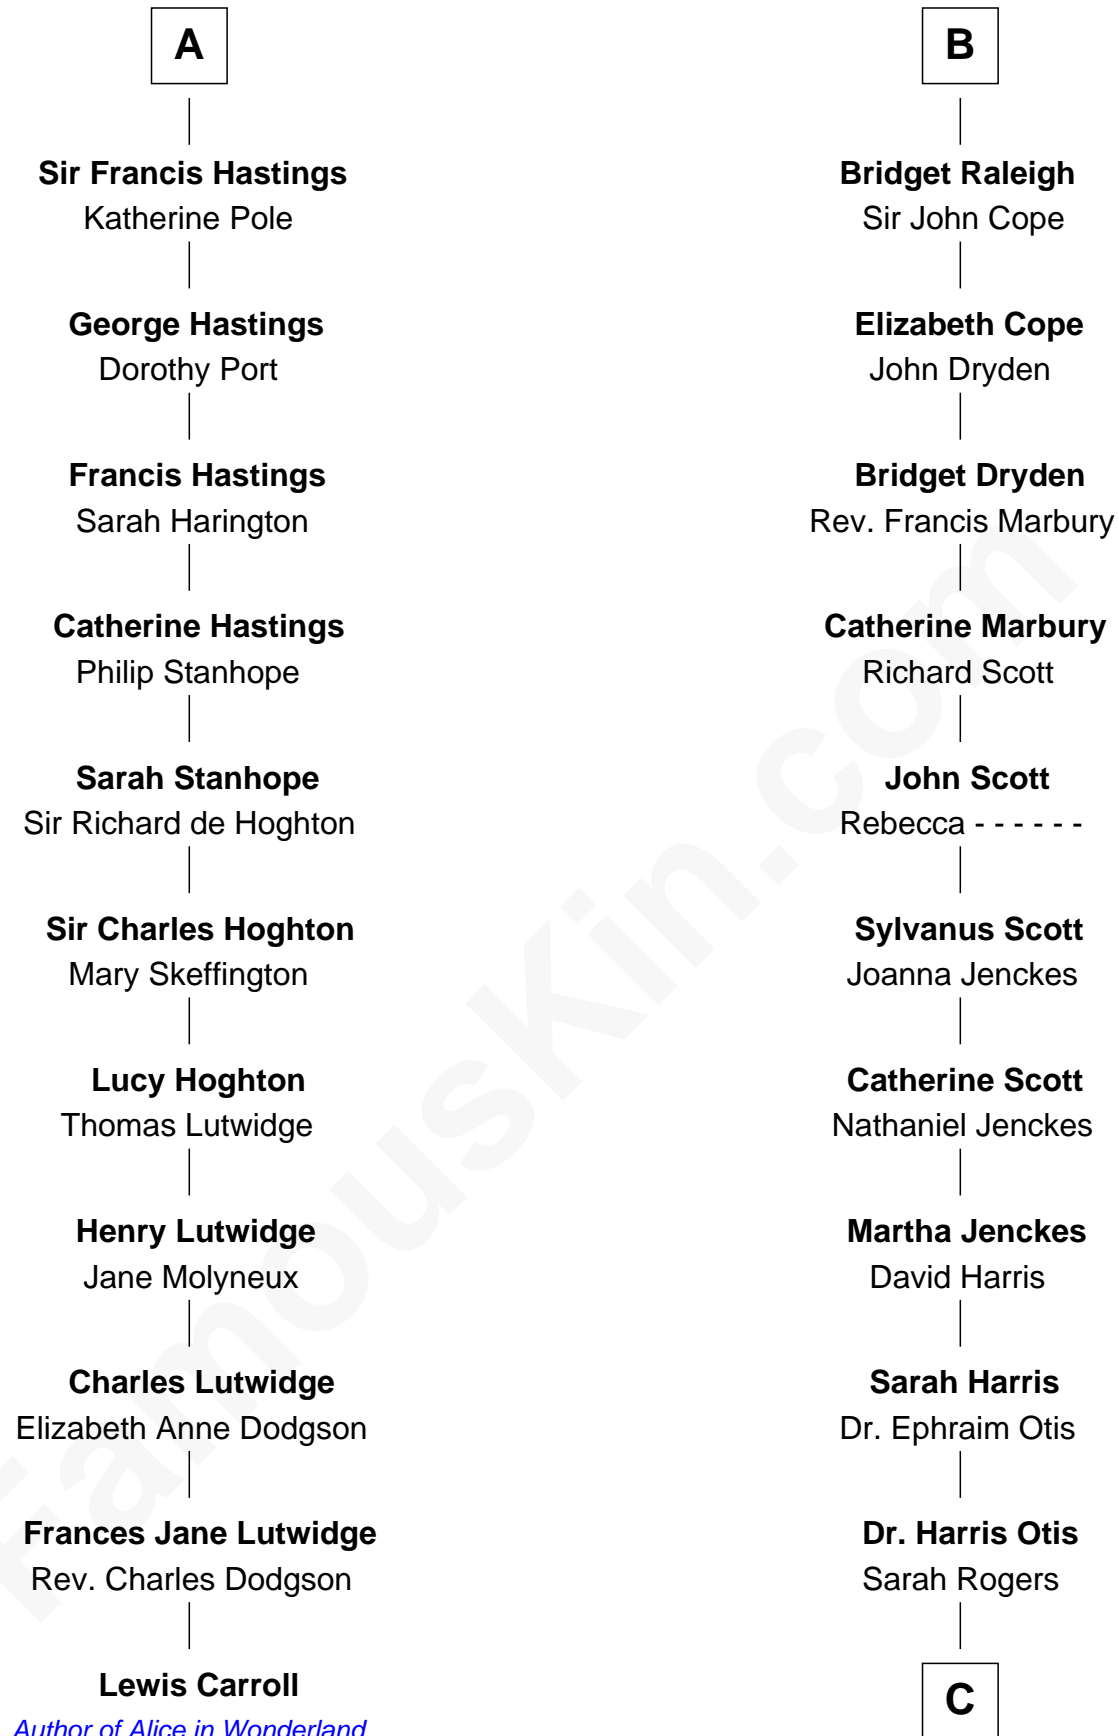 A
Sir Francis Hastings
Katherine Pole
George Hastings
Dorothy Port
Francis Hastings
Sarah Harington
Catherine Hastings
Philip Stanhope
Sarah Stanhope
Sir Richard de Hoghton
Sir Charles Hoghton
Mary Skeffington
Lucy Hoghton
Thomas Lutwidge
Henry Lutwidge
Jane Molyneux
Charles Lutwidge
Elizabeth Anne Dodgson
Frances Jane Lutwidge
Rev. Charles Dodgson
Lewis Carroll
Author of Alice in Wonderland
B
Bridget Raleigh
Sir John Cope
Elizabeth Cope
John Dryden
Bridget Dryden
Rev. Francis Marbury
Catherine Marbury
Richard Scott
John Scott
Rebecca - - - - - -
Sylvanus Scott
Joanna Jenckes
Catherine Scott
Nathaniel Jenckes
Martha Jenckes
David Harris
Sarah Harris
Dr. Ephraim Otis
Dr. Harris Otis
Sarah Rogers
C
FamousKin.com